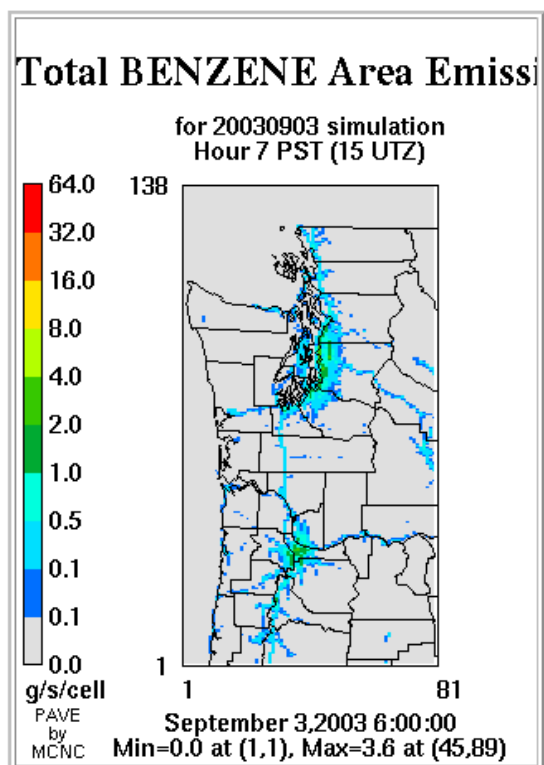 Total BENZENE Area Emissi
for 20030903 simulation
Hour 7 PST (15 UTZ)
138
64.0
32.0
16.0
8.0
4.0
2.0
1.0
0.5
0.1
0.1
0.0
1
g/s/cell
1 81
PAVE
by
MCNC
September 3,2003 6:00:00
Min=0.0 at (1,1), Max=3.6 at (45,89)